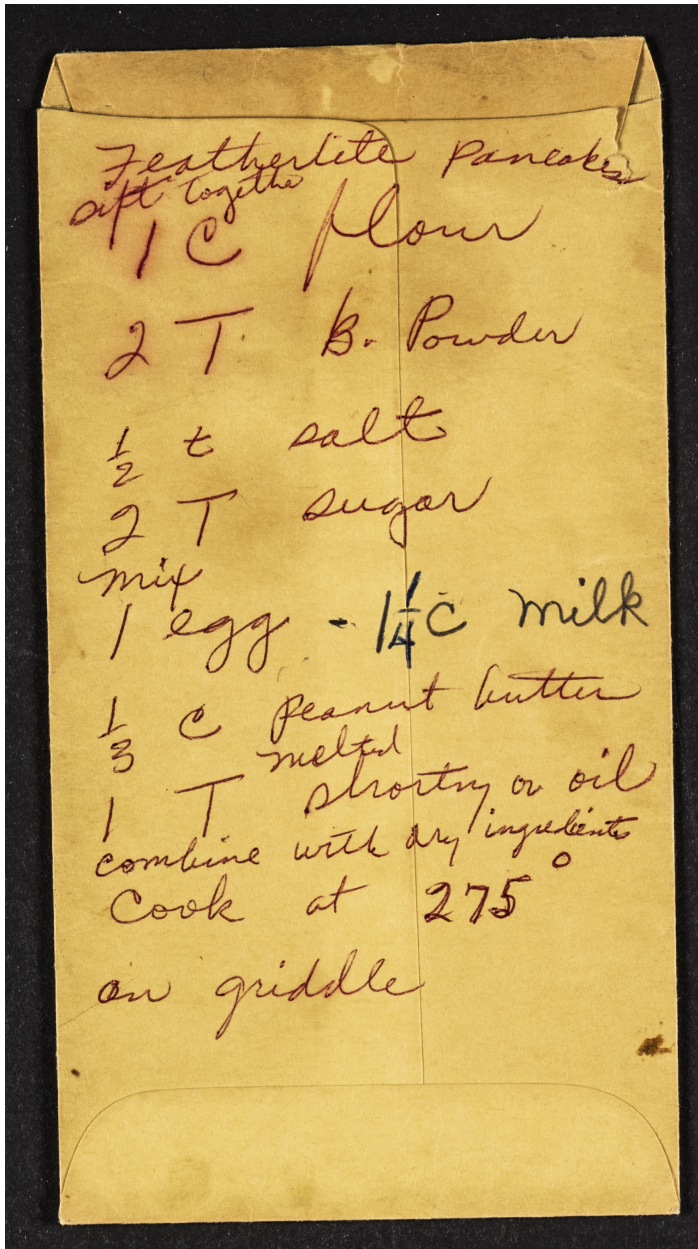 Featherlite Pancakes
sift together
1 C flour
2 T B. Powder
1/2 t salt
2 T sugar
mix
1 egg - 1 1/4 C milk
1/3 C peanut butter
melted
1 T shortng or oil
combine with dry ingredients
Cook at 275°
on griddle